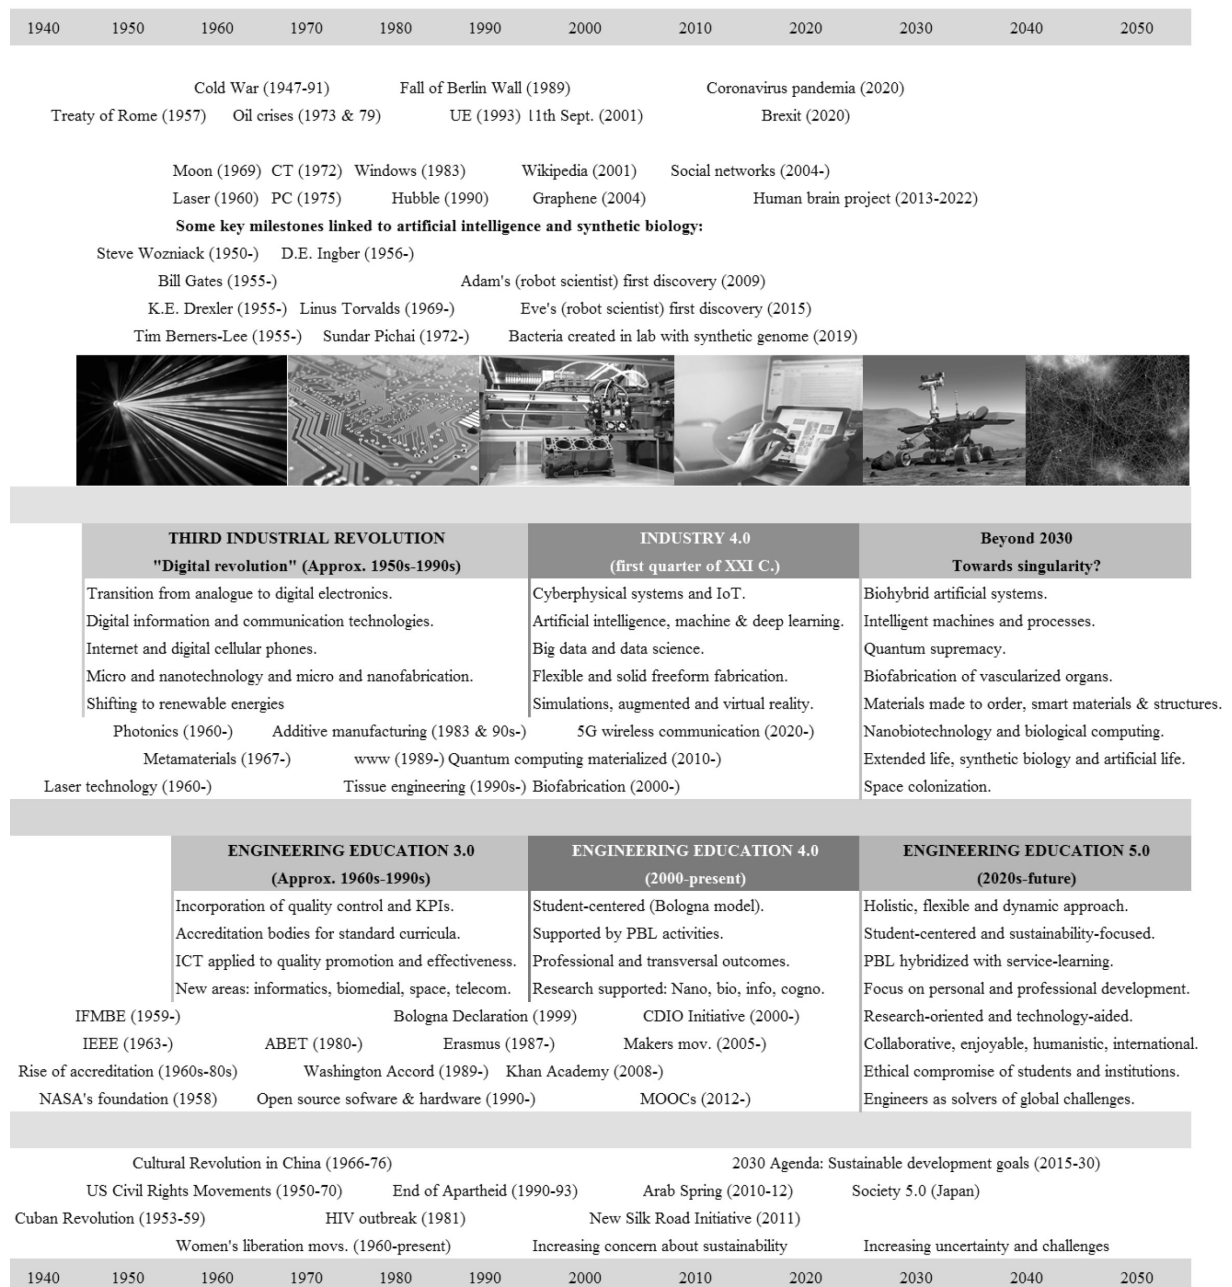 1940 1950 1960 1970 1980 1990 2000 2010 2020 2030 2040 2050
Cold War (1947-91) Fall of Berlin Wall (1989) Coronavirus pandemia (2020)
Treaty of Rome (1957) Oil crises (1973 & 79) UE (1993) 11th Sept. (2001) Brexit (2020)
Moon (1969) CT (1972) Windows (1983) Wikipedia (2001) Social networks (2004-)
Laser (1960) PC (1975) Hubble (1990) Graphene (2004) Human brain project (2013-2022)
Some key milestones linked to artificial intelligence and synthetic biology:
Steve Wozniack (1950-) D.E. Ingber (1956-)
Bill Gates (1955-) Adam's (robot scientist) first discovery (2009)
K.E. Drexler (1955-) Linus Torvalds (1969-) Eve's (robot scientist) first discovery (2015)
Tim Berners-Lee (1955-) Sundar Pichai (1972-) Bacteria created in lab with synthetic genome (2019)
THIRD INDUSTRIAL REVOLUTION INDUSTRY 4.0 Beyond 2030
"Digital revolution" (Approx. 1950s-1990s) (first quarter of XXI C.) Towards singularity?
Transition from analogue to digital electronics. Cyberphysical systems and IoT. Biohybrid artificial systems.
Digital information and communication technologies. Artificial intelligence, machine & deep learning. Intelligent machines and processes.
Internet and digital cellular phones. Big data and data science. Quantum supremacy.
Micro and nanotechnology and micro and nanofabrication. Flexible and solid freeform fabrication. Biofabrication of vascularized organs.
Shifting to renewable energies Simulations, augmented and virtual reality. Materials made to order, smart materials & structures.
Photonics (1960-) Additive manufacturing (1983 & 90s-) 5G wireless communication (2020-) Nanobiotechnology and biological computing.
Metamaterials (1967-) www (1989-) Quantum computing materialized (2010-) Extended life, synthetic biology and artificial life.
Laser technology (1960-) Tissue engineering (1990s-) Biofabrication (2000-) Space colonization.
ENGINEERING EDUCATION 3.0 ENGINEERING EDUCATION 4.0 ENGINEERING EDUCATION 5.0
(Approx. 1960s-1990s) (2000-present) (2020s-future)
Incorporation of quality control and KPIs. Student-centered (Bologna model). Holistic, flexible and dynamic approach.
Accreditation bodies for standard curricula. Supported by PBL activities. Student-centered and sustainability-focused.
ICT applied to quality promotion and effectiveness. Professional and transversal outcomes. PBL hybridized with service-learning.
New areas: informatics, biomedial, space, telecom. Research supported: Nano, bio, info, cogno. Focus on personal and professional development.
IFMBE (1959-) Bologna Declaration (1999) CDIO Initiative (2000-) Research-oriented and technology-aided.
IEEE (1963-) ABET (1980-) Erasmus (1987-) Makers mov. (2005-) Collaborative, enjoyable, humanistic, international.
Rise of accreditation (1960s-80s) Washington Accord (1989-) Khan Academy (2008-) Ethical compromise of students and institutions.
NASA's foundation (1958) Open source sofware & hardware (1990-) MOOCs (2012-) Engineers as solvers of global challenges.
Cultural Revolution in China (1966-76) 2030 Agenda: Sustainable development goals (2015-30)
US Civil Rights Movements (1950-70) End of Apartheid (1990-93) Arab Spring (2010-12) Society 5.0 (Japan)
Cuban Revolution (1953-59) HIV outbreak (1981) New Silk Road Initiative (2011)
Women's liberation movs. (1960-present) Increasing concern about sustainability Increasing uncertainty and challenges
1940 1950 1960 1970 1980 1990 2000 2010 2020 2030 2040 2050